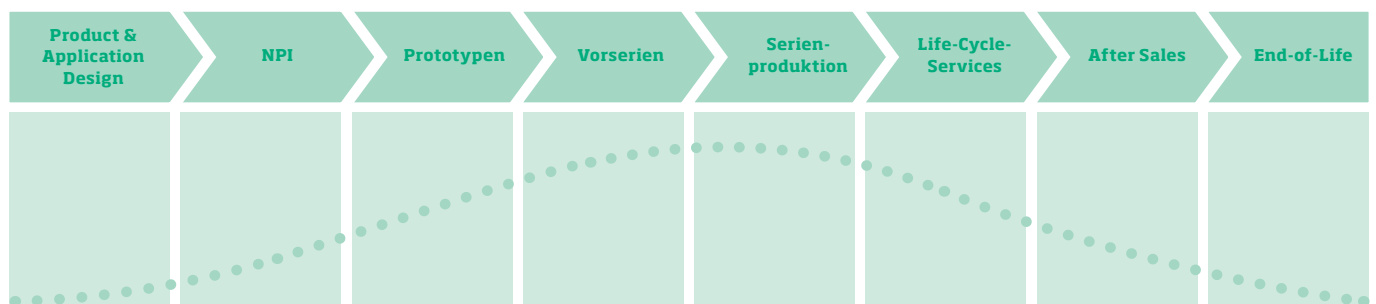 Product &
Application
Design
NPI
Prototypen
Vorserien
Serien-
produktion
Life-Cycle-
Services
After Sales
End-of-Life